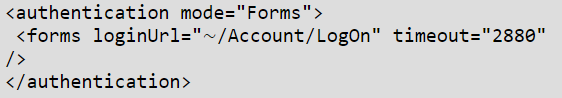 <authentication mode="Forms">
<forms loginUrl="~/Account/LogOn" timeout="2880"
/>
</authentication>